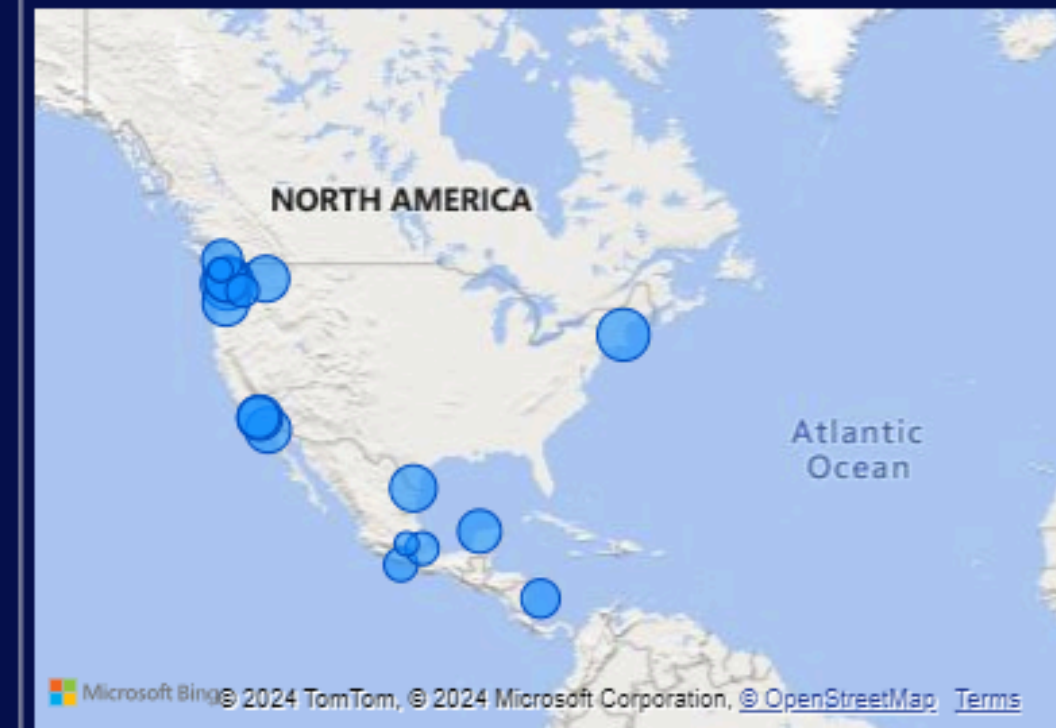 NORTH AMERICA
Atlantic
Ocean
Microsoft Bing
© 2024 TomTom, © 2024 Microsoft Corporation, © OpenStreetMap Terms